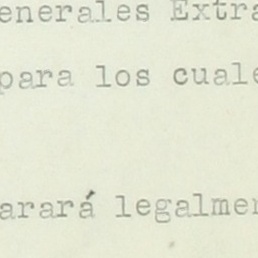 enerales Extra
para los cuale
arará legalmen